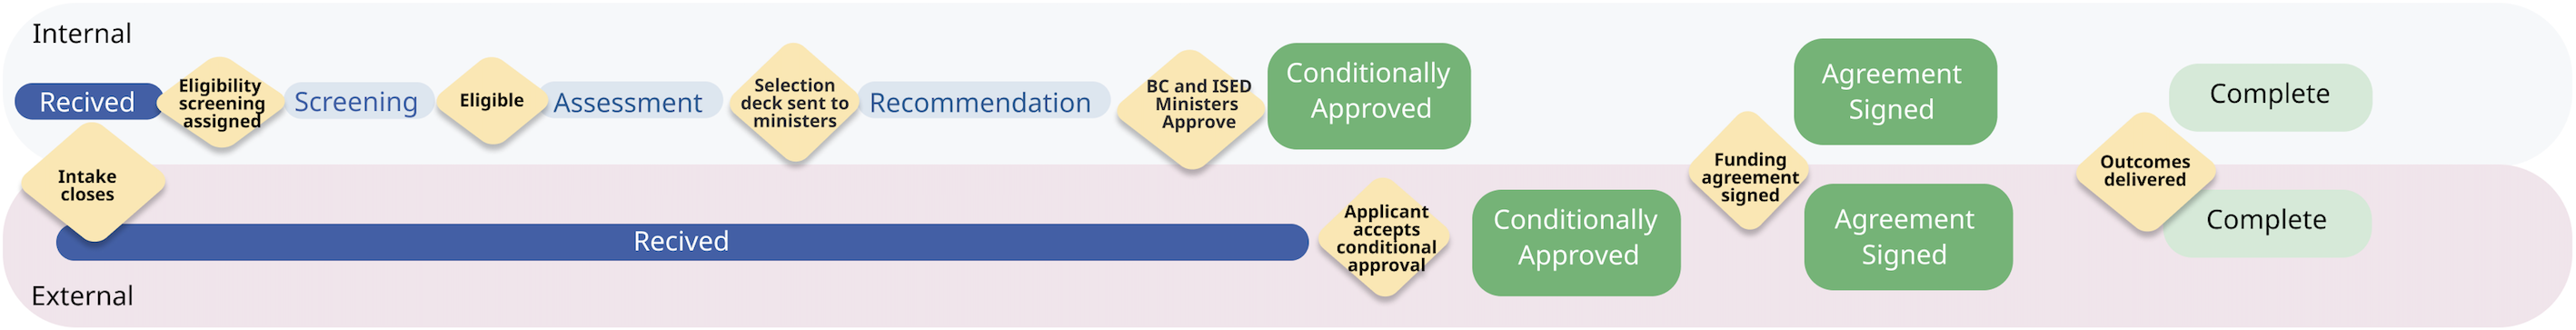 Internal
Recived
Eligibility
screening
assigned
Screening
Eligible
Assessment
Selection
deck sent to
ministers
Recommendation
BC and ISED
Ministers
Approve
Conditionally
Approved
Agreement
Signed
Complete
Intake
closes
Recived
Applicant
accepts
conditional
approval
Conditionally
Approved
Funding
agreement
signed
Agreement
Signed
Outcomes
delivered
Complete
External